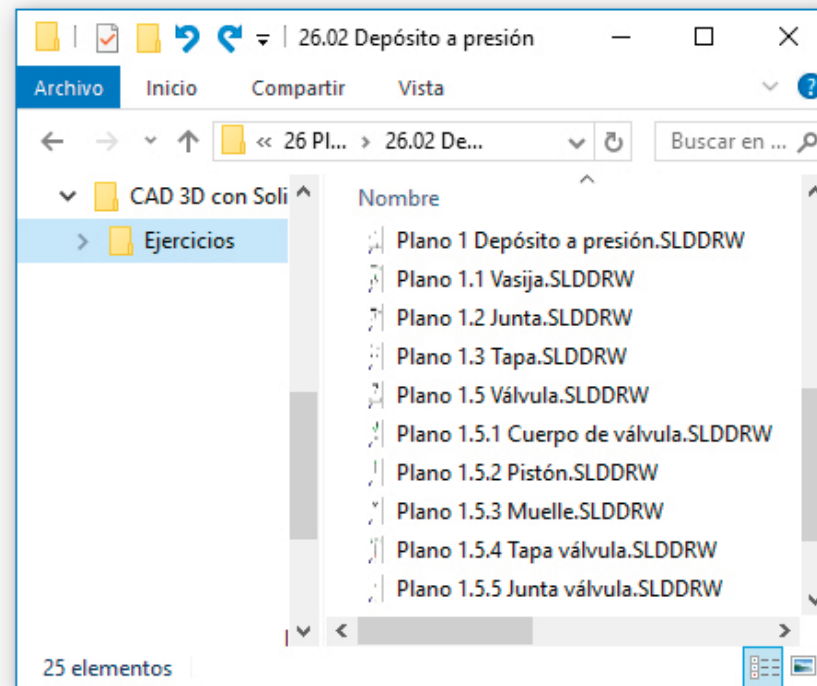 26.02 Depósito a presión
Archivo Inicio Compartir Vista
« 26 Pl... > 26.02 De... Buscar en ...
CAD 3D con Soli
Ejercicios
Nombre
Plano 1 Depósito a presión.SLDDRW
Plano 1.1 Vasija.SLDDRW
Plano 1.2 Junta.SLDDRW
Plano 1.3 Tapa.SLDDRW
Plano 1.5 Válvula.SLDDRW
Plano 1.5.1 Cuerpo de válvula.SLDDRW
Plano 1.5.2 Pistón.SLDDRW
Plano 1.5.3 Muelle.SLDDRW
Plano 1.5.4 Tapa válvula.SLDDRW
Plano 1.5.5 Junta válvula.SLDDRW
25 elementos